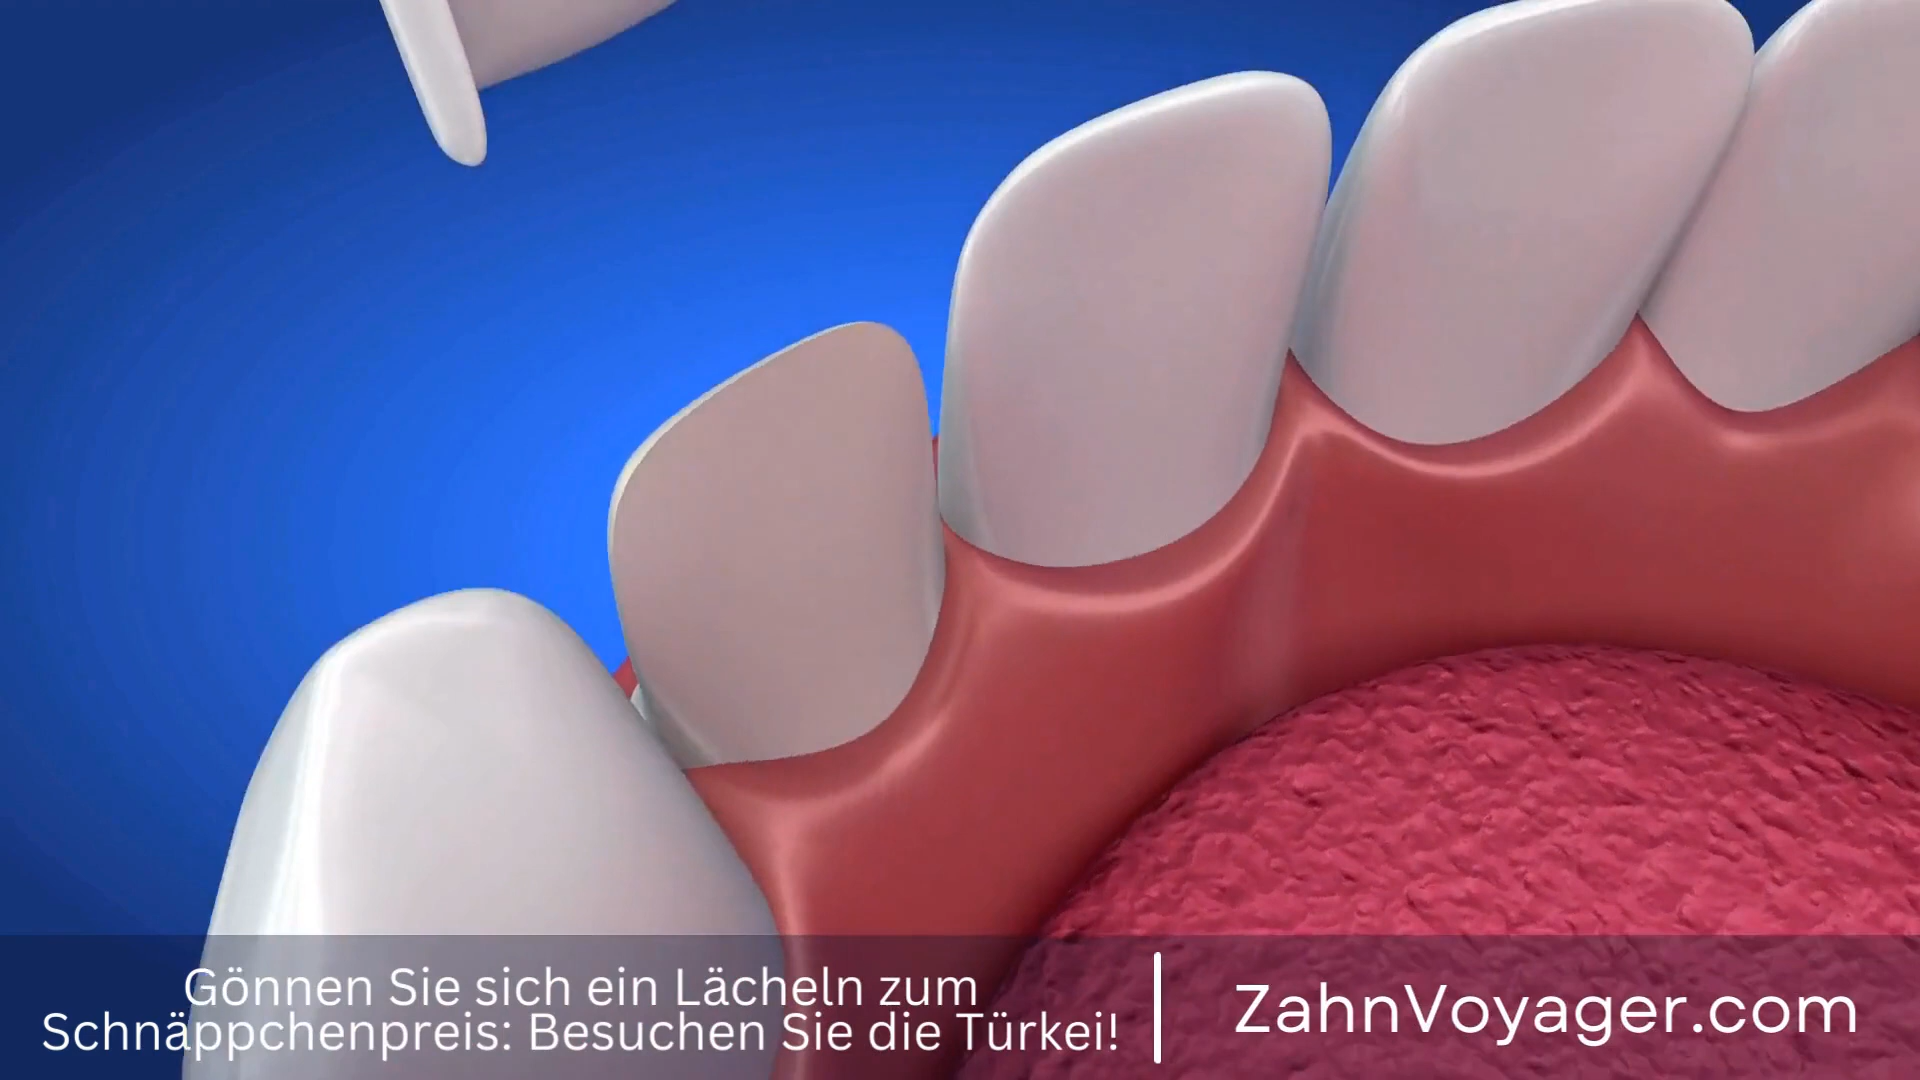 Gönnen Sie sich ein Lächeln zum
Schnäppchenpreis: Besuchen Sie die Türkei!
ZahnVoyager.com